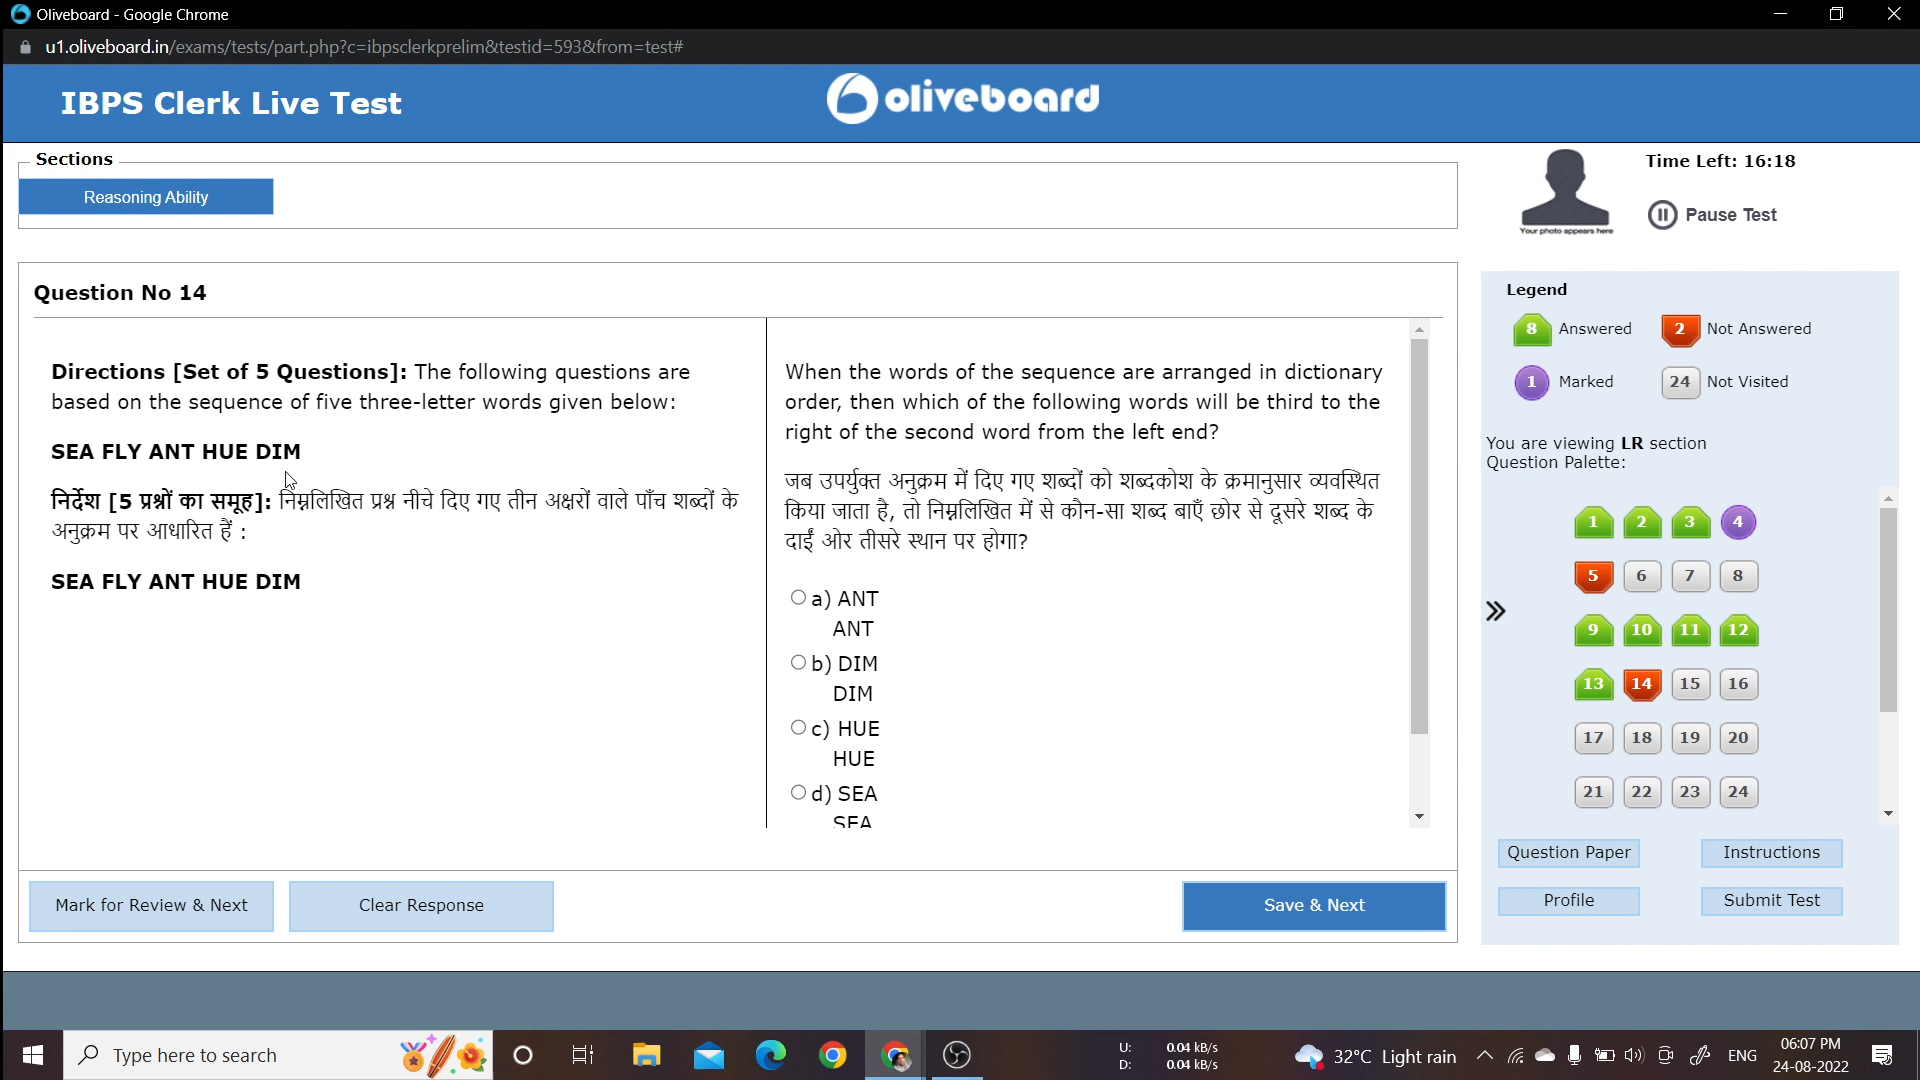 Oliveboard - Google Chrome
u1.oliveboard.in/exams/tests/part.php?c=ibpsclerkprelim&testid=593&from=test#
IBPS Clerk Live Test
oliveboard
Sections
Reasoning Ability
Your photo appears here
Time Left: 16:18
Pause Test
Question No 14
Directions [Set of 5 Questions]: The following questions are
based on the sequence of five three-letter words given below:
SEA FLY ANT HUE DIM
निर्देश [5 प्रश्नों का समूह]: निम्नलिखित प्रश्न नीचे दिए गए तीन अक्षरों वाले पाँच शब्दों के
अनुक्रम पर आधारित हैं :
SEA FLY ANT HUE DIM
When the words of the sequence are arranged in dictionary
order, then which of the following words will be third to the
right of the second word from the left end?
जब उपर्युक्त अनुक्रम में दिए गए शब्दों को शब्दकोश के क्रमानुसार व्यवस्थित
किया जाता है, तो निम्नलिखित में से कौन-सा शब्द बाएँ छोर से दूसरे शब्द के
दाईं ओर तीसरे स्थान पर होगा?
a) ANT
ANT
b) DIM
DIM
c) HUE
HUE
d) SEA
SEA
Mark for Review & Next
Clear Response
Save & Next
Legend
8 Answered
2 Not Answered
1 Marked
24 Not Visited
You are viewing LR section
Question Palette:
1 2 3 4
5 6 7 8
9 10 11 12
13 14 15 16
17 18 19 20
21 22 23 24
Question Paper
Instructions
Profile
Submit Test
Type here to search
U: 0.04 kB/s
D: 0.04 kB/s
32°C Light rain
ENG
06:07 PM
24-08-2022